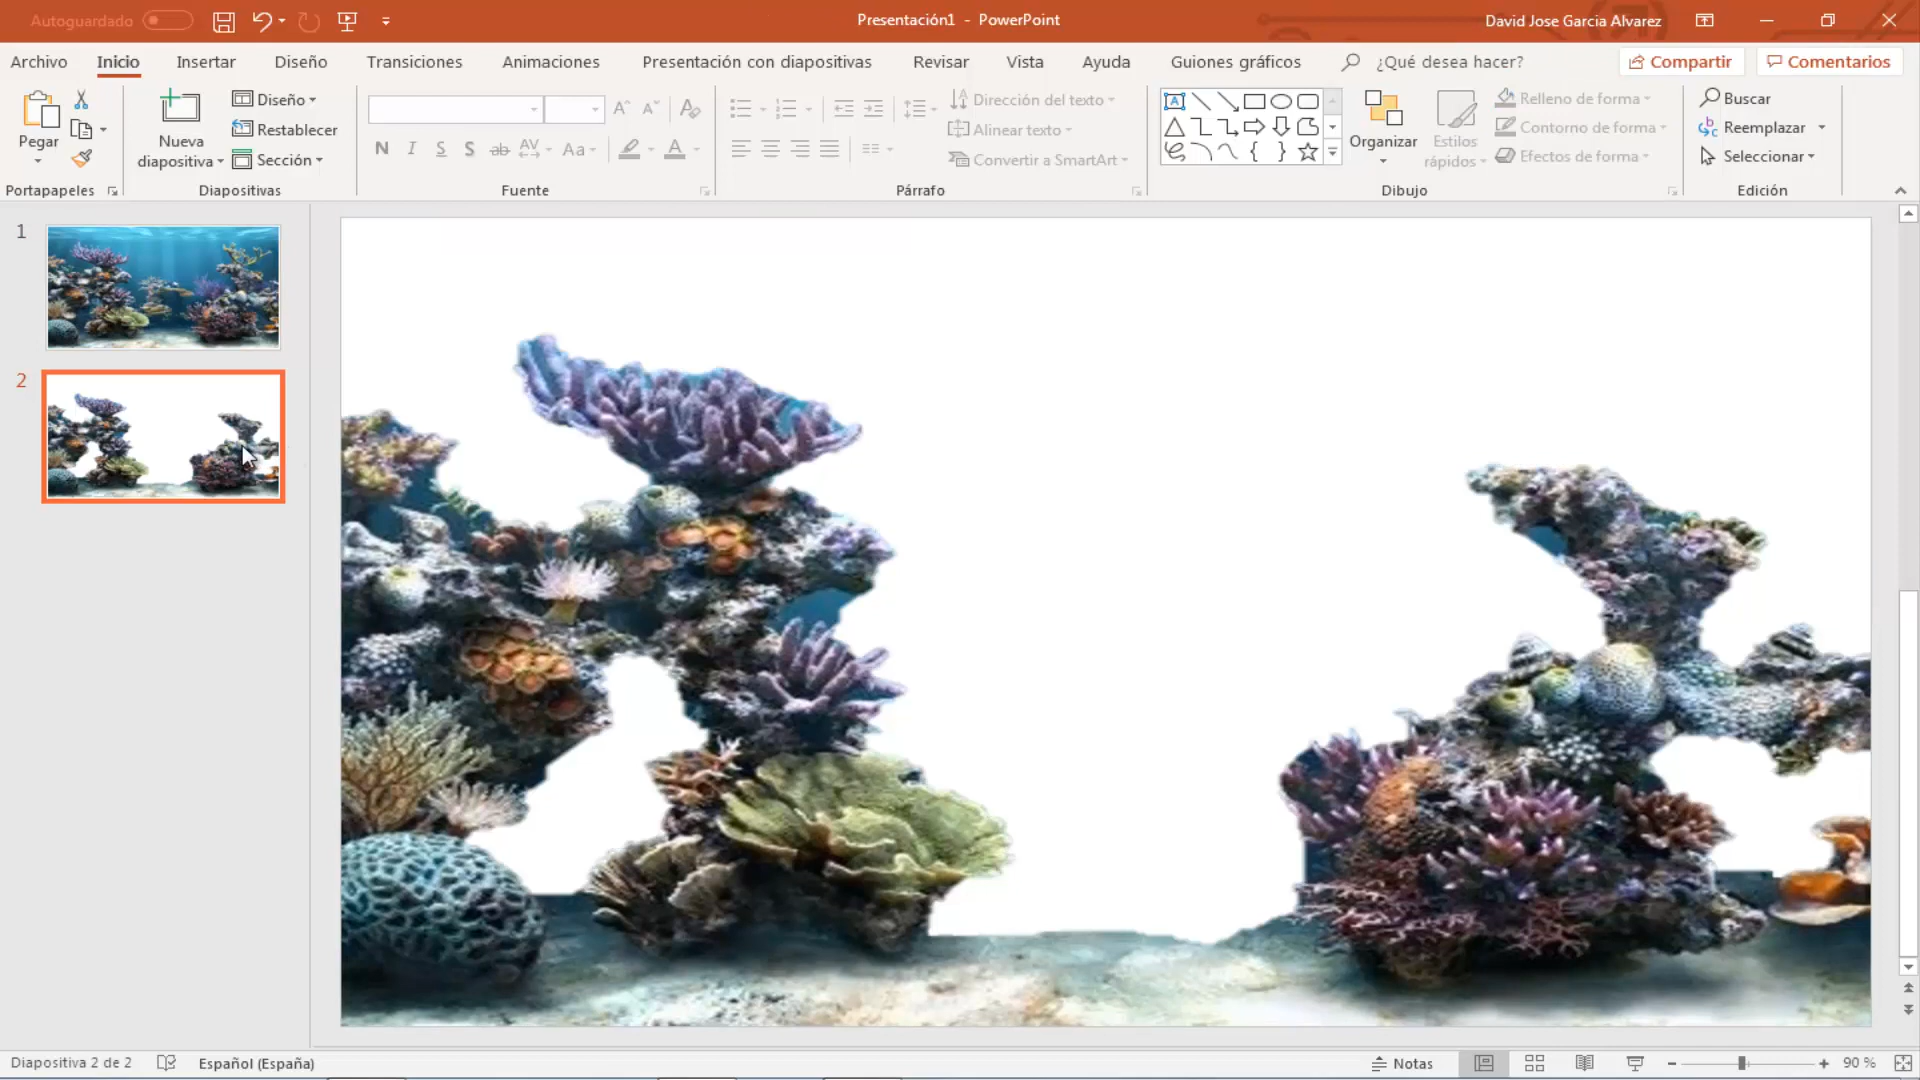 Autoguardado
Presentación1 - PowerPoint
David Jose Garcia Alvarez
Archivo Inicio Insertar Diseño Transiciones Animaciones Presentación con diapositivas Revisar Vista Ayuda Guiones gráficos ¿Qué desea hacer? Compartir Comentarios
Pegar
Portapapeles
Nueva diapositiva
Diseño
Restablecer
Sección
Diapositivas
N I S S ab AV Aa A
Fuente
Dirección del texto
Alinear texto
Convertir a SmartArt
Párrafo
Organizar
Estilos rápidos
Relleno de forma
Contorno de forma
Efectos de forma
Dibujo
Buscar
Reemplazar
Seleccionar
Edición
1
2
Diapositiva 2 de 2 Español (España) Notas 90 %